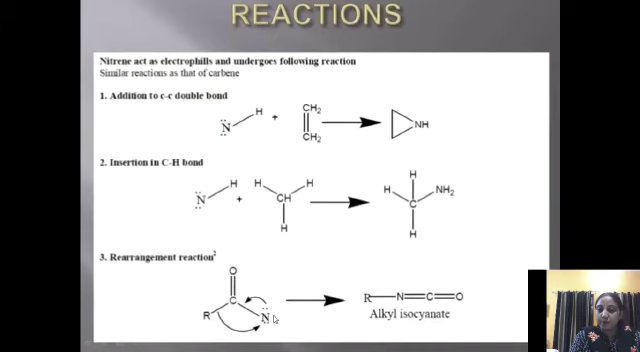 REACTIONS
Nitrene act as electrophills and undergoes following reaction
Similar reactions as that of carbene
1. Addition to c-c double bond
N H + CH2 CH2 NH
2. Insertion in C-H bond
N H + H CH H H H C NH2 H H
3. Rearrangement reaction2
O C R N R N C O
Alkyl isocyanate